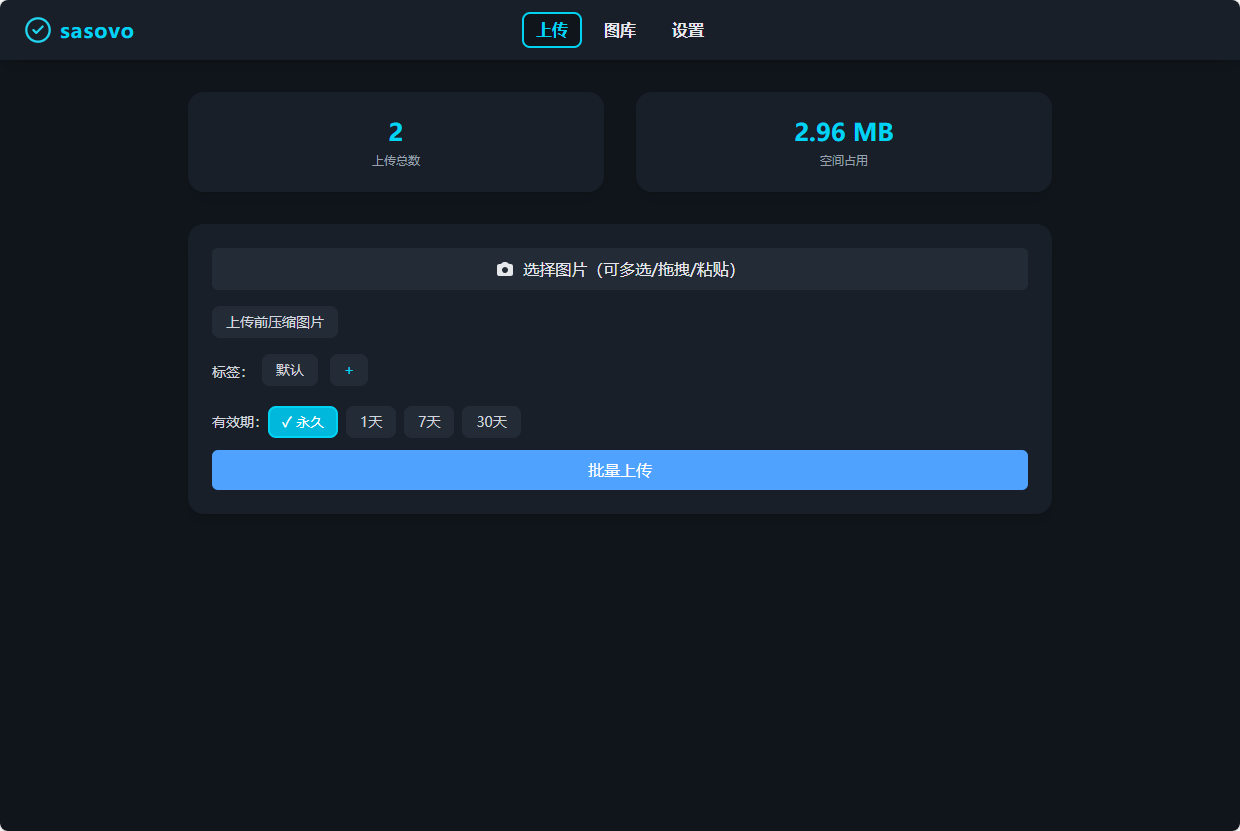 sasovo
上传 图库 设置
2 2.96 MB
上传总数 空间占用
选择图片（可多选/拖拽/粘贴）
上传前压缩图片
标签： 默认 +
有效期： ✓ 永久 1天 7天 30天
批量上传